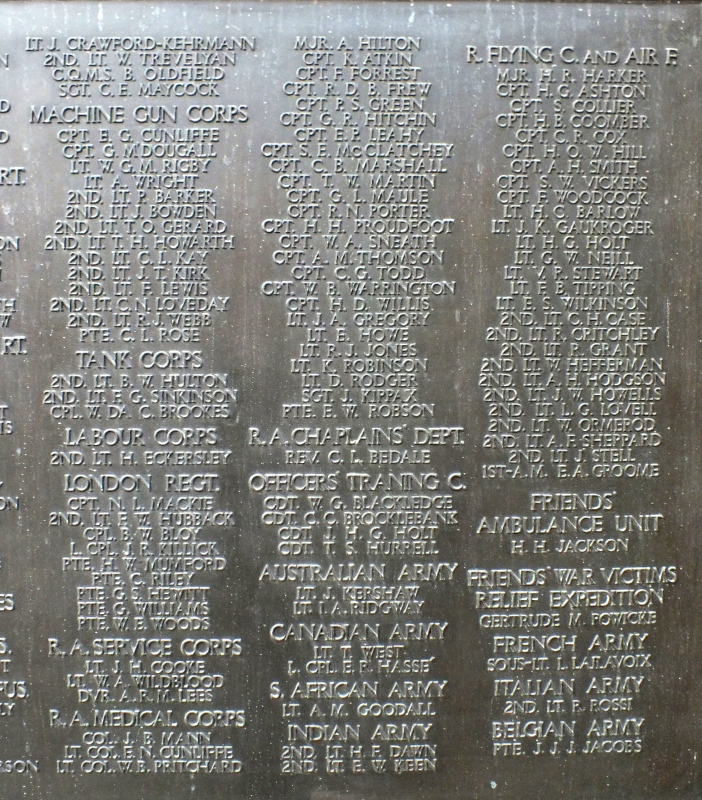 LT. J. CRAWFORD-KEHRMANN
2ND. LT. W. TREVELYAN
C.Q.M.S. B. OLDFIELD
SGT. C. E. MAYCOCK
MACHINE GUN CORPS
CPT. E. G. CUNLIFFE
CPT. G. M'DOUGALL
LT. W. G. M. RIGBY
LT. A. WRIGHT
2ND. LT. P. BARKER
2ND. LT. J. BOWDEN
2ND. LT. T. O. GERARD
2ND. LT. T. H. HOWARTH
2ND. LT. C. L. KAY
2ND. LT. J. T. KIRK
2ND. LT. F. LEWIS
2ND. LT. C. N. LOVEDAY
2ND. LT. R. J. WEBB
PTE. C. L. ROSE
TANK CORPS
2ND. LT. B. W. HULTON
2ND. LT. F. G. SINKINSON
CPL. W. DA. C. BROOKES
LABOUR CORPS
2ND. LT. H. ECKERSLEY
LONDON REGT.
CPT. N. L. MACKIE
2ND. LT. F. W. HUBBACK
CPL. B. W. BLOY
L. CPL. J. R. KILLICK
PTE. H. W. MUMFORD
PTE. C. RILEY
PTE. G. S. HEWITT
PTE. G. WILLIAMS
PTE. W. E. WOODS
R. A. SERVICE CORPS
LT. J. H. COOKE
LT. W. A. WILDBLOOD
DVR. A. R. M. LEES
R. A. MEDICAL CORPS
COL. J. B. MANN
LT. COL. E. N. CUNLIFFE
LT. COL. W. B. PRITCHARD
MJR. A. HILTON
CPT. K. ATKIN
CPT. F. FORREST
CPT. R. D. B. FREW
CPT. P. S. GREEN
CPT. G. R. HITCHIN
CPT. E. P. LEAHY
CPT. S. F. McCLATCHEY
CPT. C. B. MARSHALL
CPT. T. W. MARTIN
CPT. G. L. MAULE
CPT. R. N. PORTER
CPT. H. H. PROUDFOOT
CPT. W. A. SNEATH
CPT. A. M. THOMSON
CPT. C. G. TODD
CPT. W. B. WARRINGTON
CPT. H. D. WILLIS
LT. J. A. GREGORY
LT. E. HOWE
LT. R. J. JONES
LT. K. ROBINSON
LT. D. RODGER
SGT. J. KIPPAX
PTE. E. W. ROBSON
R. A. CHAPLAINS' DEPT.
REV. C. L. BEDALE
OFFICERS' TRANING C.
CDT. W. G. BLACKLEDGE
CDT. C. C. BROCKLEBANK
CDT. J. H. G. HOLT
CDT. T. S. HURRELL
AUSTRALIAN ARMY
LT. J. KERSHAW
LT. I. A. RIDGWAY
CANADIAN ARMY
LT. T. WEST
L. CPL. E. R. HASSÉ
S. AFRICAN ARMY
LT. A. M. GOODALL
INDIAN ARMY
2ND. LT. H. F. DAWN
2ND. LT. E. W. KEEN
R. FLYING C. AND AIR F.
MJR. H. R. HARKER
CPT. H. G. ASHTON
CPT. S. COLLIER
CPT. H. B. COOMBER
CPT. C. R. COX
CPT. H. O. W. HILL
CPT. A. H. SMITH
CPT. S. W. VICKERS
CPT. F. WOODCOCK
LT. H. C. BARLOW
LT. J. K. GAUKROGER
LT. H. G. HOLT
LT. G. W. NEILL
LT. V. R. STEWART
LT. E. B. TIPPING
LT. E. S. WILKINSON
2ND. LT. C. H. CASE
2ND. LT. F. CRITCHLEY
2ND. LT. R. GRANT
2ND. LT. W. HEFFERMAN
2ND. LT. A. H. HODGSON
2ND. LT. J. W. HOWELLS
2ND. LT. L. G. LOVELL
2ND. LT. W. ORMEROD
2ND. LT. A. F. SHEPPARD
2ND. LT. J. STELL
1ST-A.M. E. A. GROOME
FRIENDS'
AMBULANCE UNIT
H. H. JACKSON
FRIENDS' WAR VICTIMS
RELIEF EXPEDITION
GERTRUDE M. POWICKE
FRENCH ARMY
SOUS-LT. I. LARAVOIX
ITALIAN ARMY
2ND. LT. R. ROSSI
BELGIAN ARMY
PTE. J. J. J. JACOBS